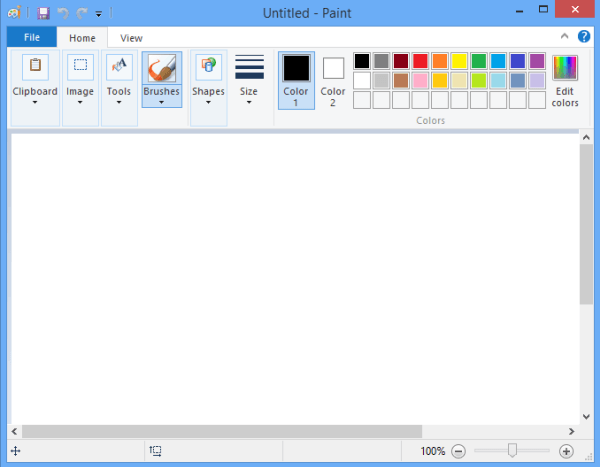 Untitled - Paint
File Home View
Clipboard Image Tools Brushes Shapes Size Color 1 Color 2 Edit colors
Colors
100%